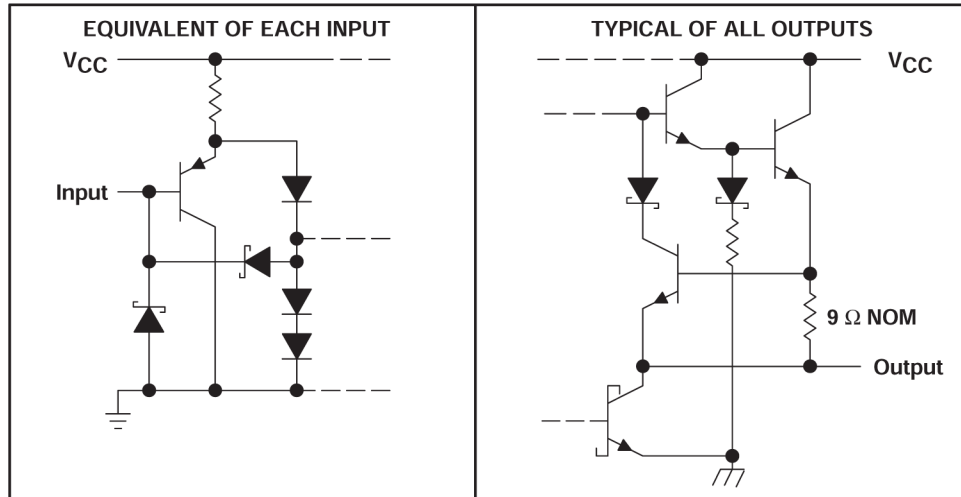 EQUIVALENT OF EACH INPUT
VCC
Input
TYPICAL OF ALL OUTPUTS
VCC
9 Ω NOM
Output